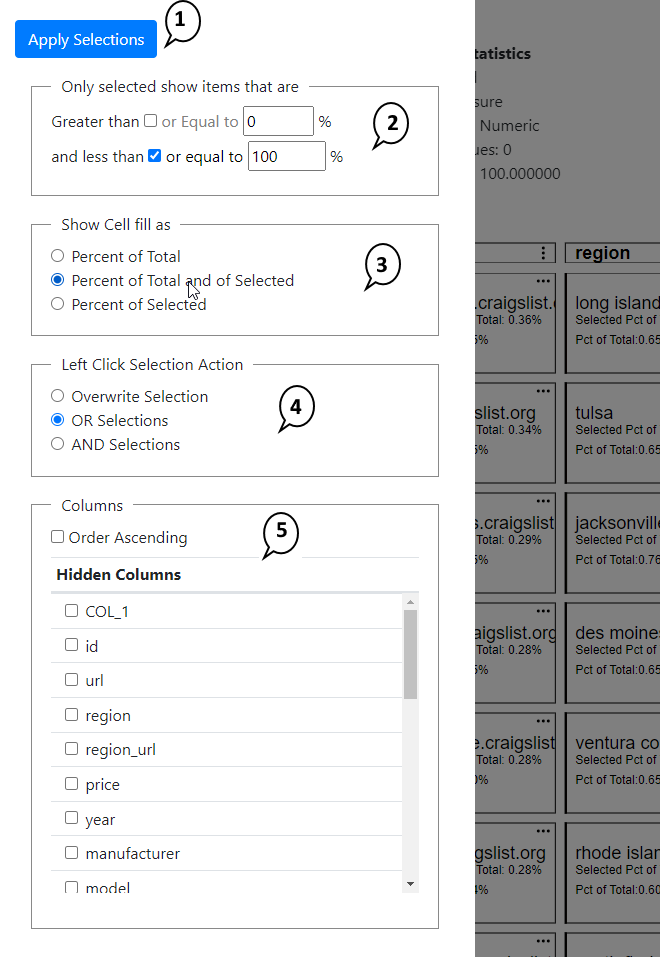 1
Apply Selections
Only selected show items that are
Greater than or Equal to 0 %
2
and less than or equal to 100 %
Show Cell fill as
Percent of Total
3
Percent of Total and of Selected
Percent of Selected
Left Click Selection Action
Overwrite Selection
4
OR Selections
AND Selections
Columns
5
Order Ascending
Hidden Columns
COL_1
id
url
region
region_url
price
year
manufacturer
model
tatistics
sure
Numeric
ues: 0
100.000000
region
.craigslist.
Total: 0.36%
5%
long island
Selected Pct of
Pct of Total:0.65
slist.org
Total: 0.34%
5%
tulsa
Selected Pct of
Pct of Total:0.65
s.craigslist
Total: 0.29%
5%
jacksonville
Selected Pct of
Pct of Total:0.76
aigslist.org
Total: 0.28%
5%
des moine
Selected Pct of
Pct of Total:0.65
e.craigslist
Total: 0.28%
0%
ventura co
Selected Pct of
Pct of Total:0.65
gslist.org
Total: 0.28%
4%
rhode islan
Selected Pct of
Pct of Total:0.60